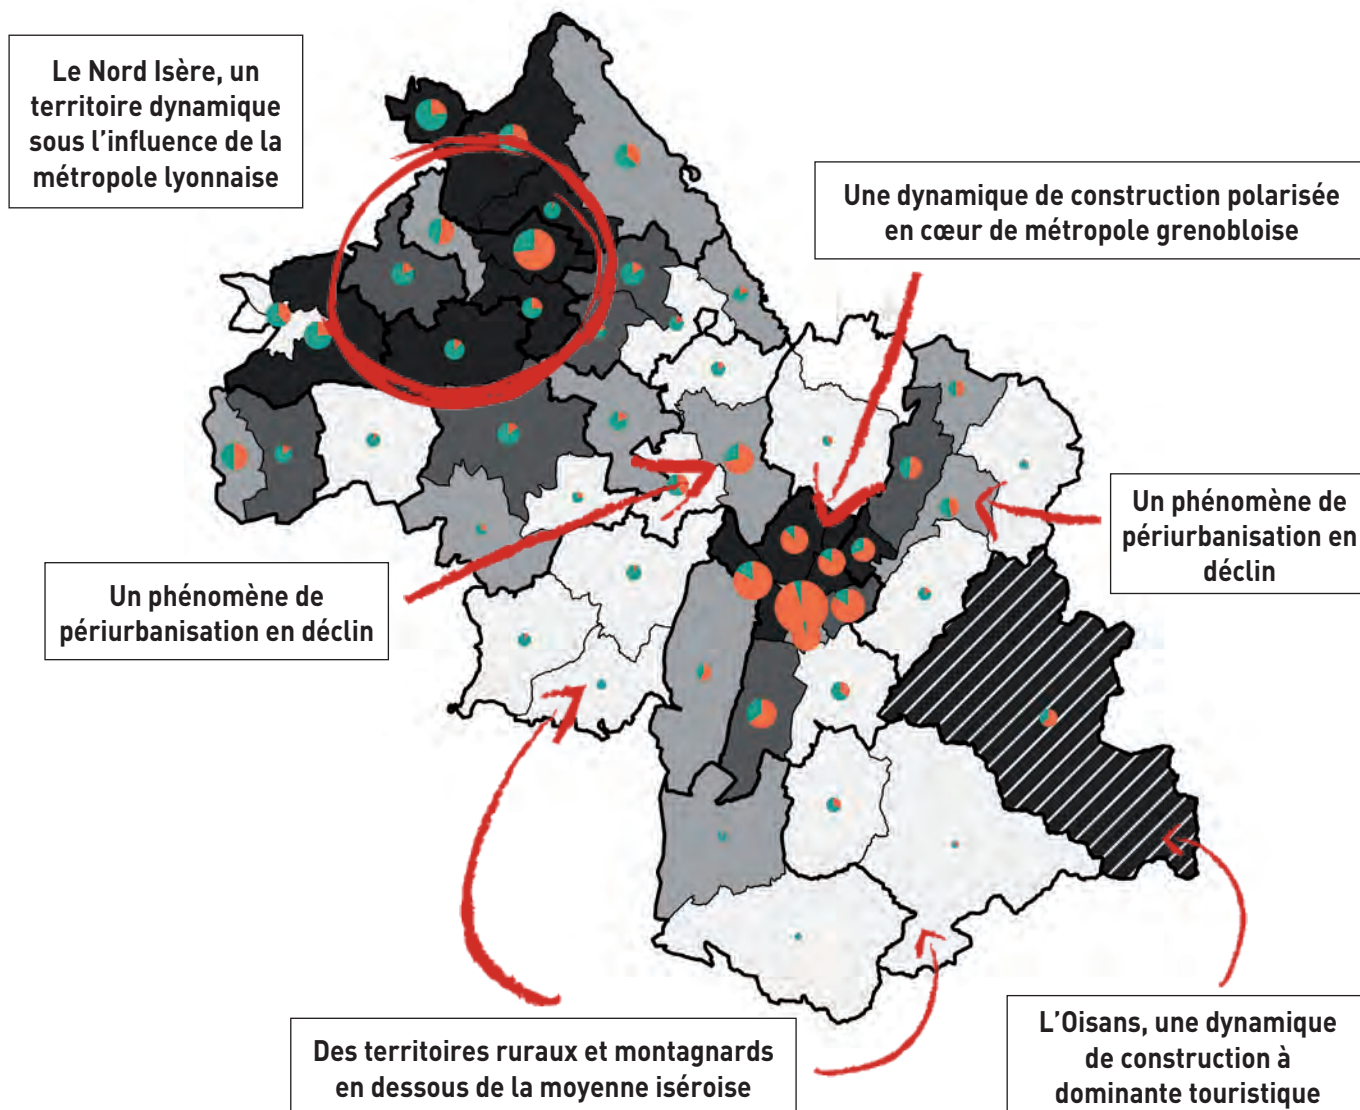 Le Nord Isère, un
territoire dynamique
sous l’influence de la
métropole lyonnaise
Une dynamique de construction polarisée
en cœur de métropole grenobloise
Un phénomène de
périurbanisation en
déclin
Un phénomène de
périurbanisation en déclin
Des territoires ruraux et montagnards
en dessous de la moyenne iséroise
L’Oisans, une dynamique
de construction à
dominante touristique